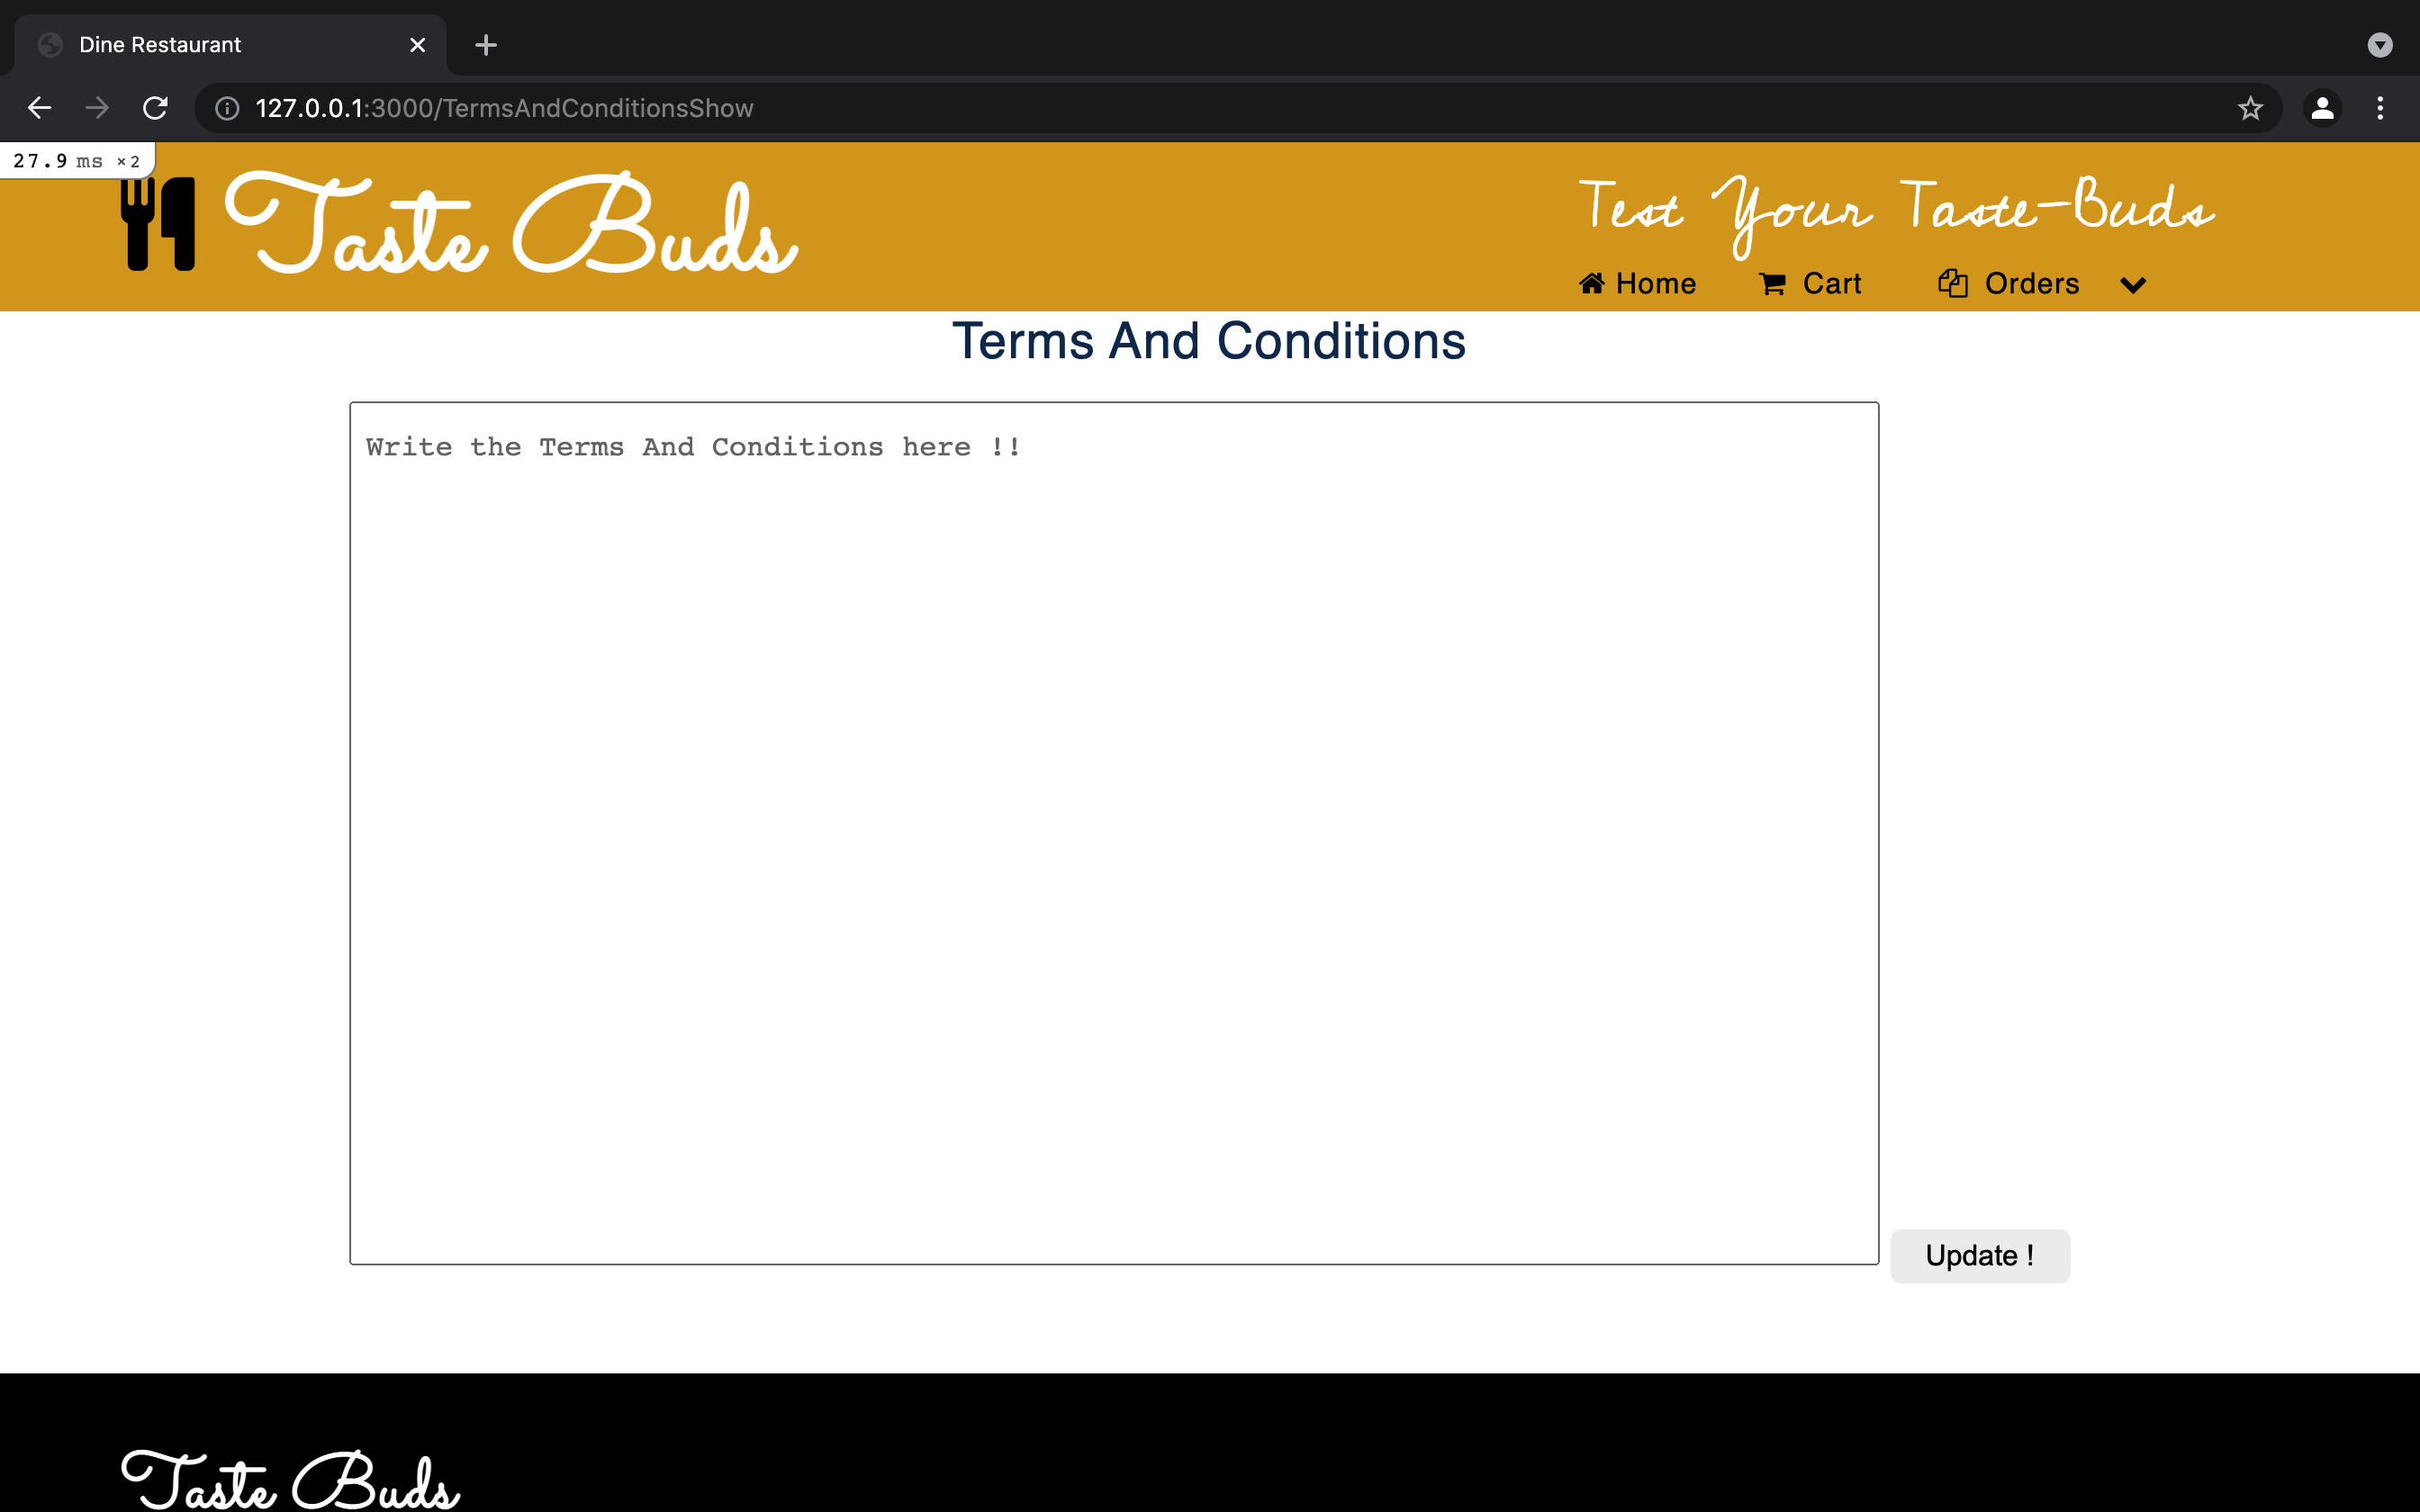 Dine Restaurant
127.0.0.1:3000/TermsAndConditionsShow
27.9 ms ×2
Taste Buds
Test Your Taste-Buds
Home Cart Orders
Terms And Conditions
Write the Terms And Conditions here !!
Update !
Taste Buds